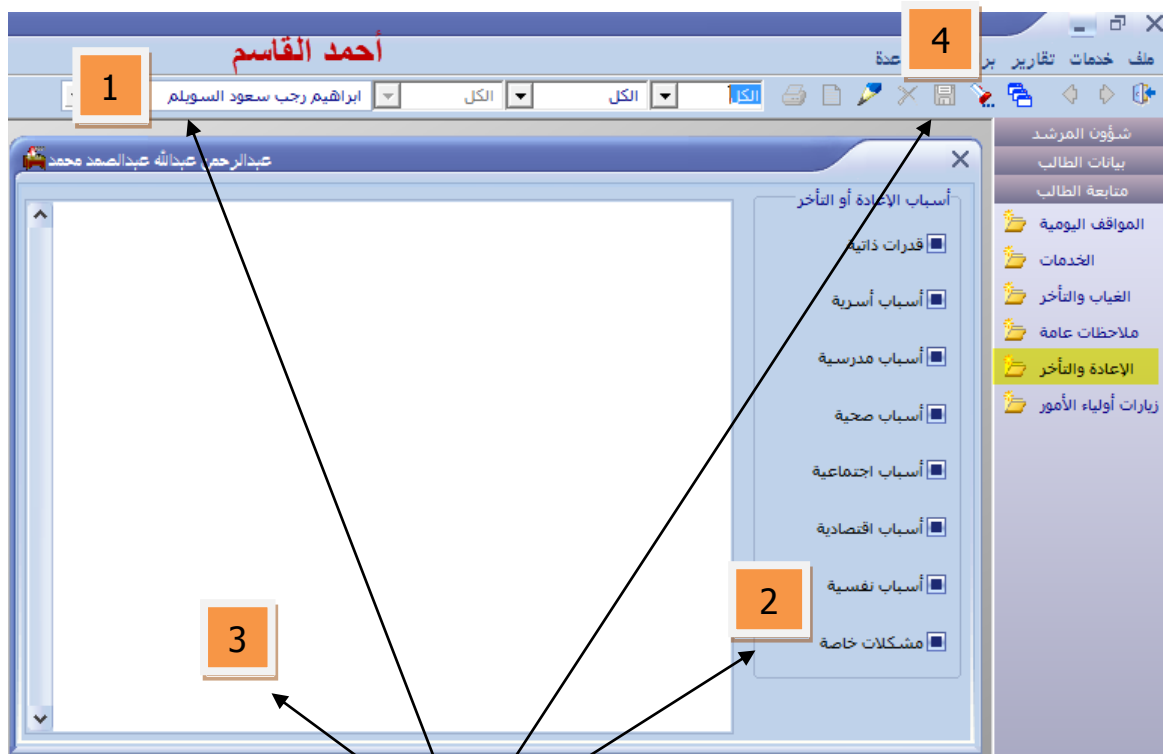 أحمد القاسم
4
ملف خدمات تقارير
عدة
1
الكل
الكل
الكل
ابراهيم رجب سعود السويلم
شؤون المرشد
بيانات الطالب
متابعة الطالب
المواقف اليومية
الخدمات
الغياب والتأخر
ملاحظات عامة
الإعادة والتأخر
زيارات أولياء الأمور
عبدالرحمن عبدالله عبدالصمد محمد
أسباب الإعادة أو التأخر
قدرات ذاتية
أسباب أسرية
أسباب مدرسية
أسباب صحية
أسباب اجتماعية
أسباب اقتصادية
أسباب نفسية
مشكلات خاصة
2
3